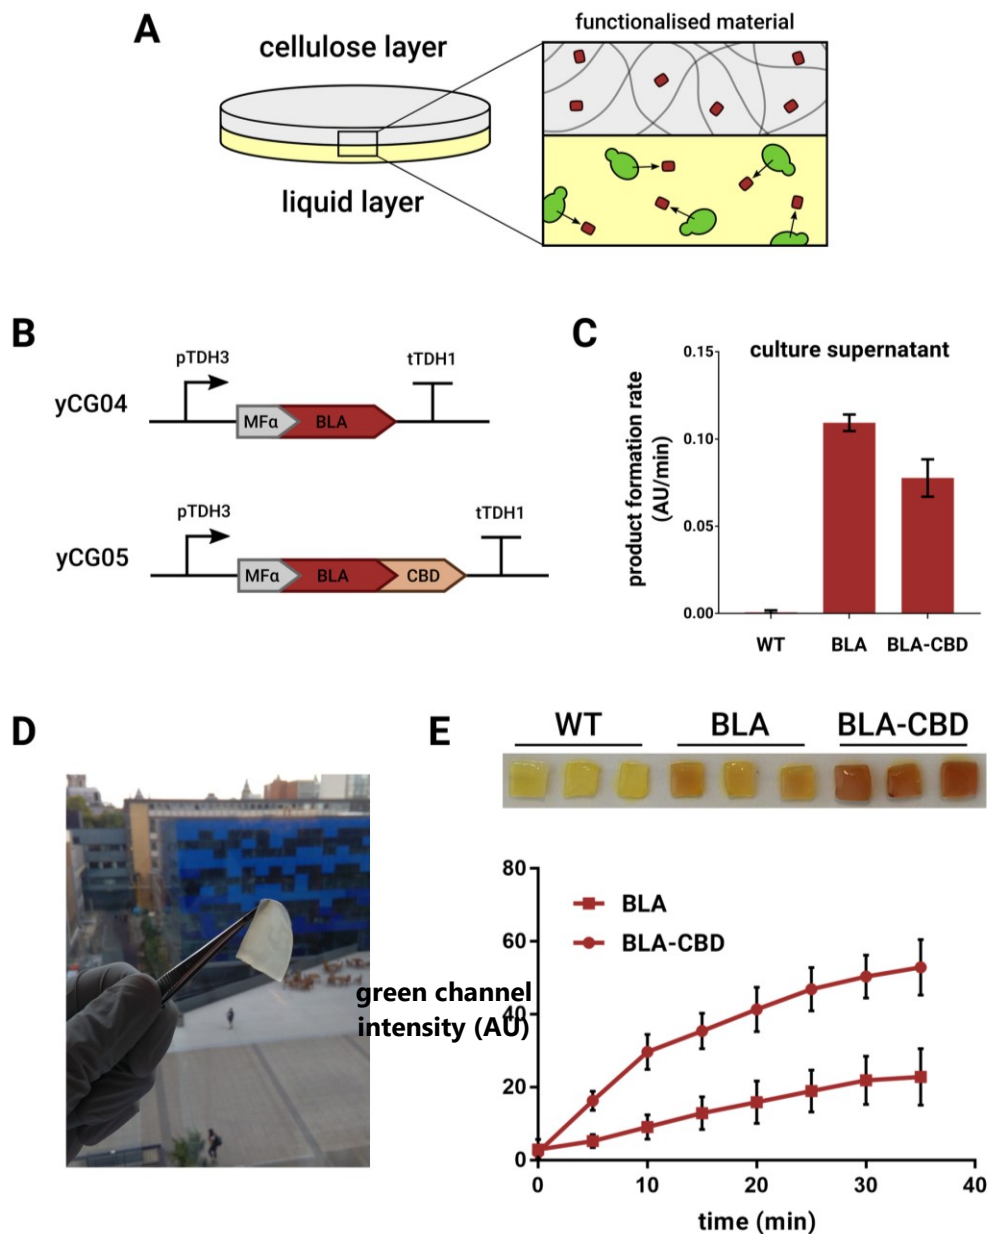 A
cellulose layer
liquid layer
functionalised material
B
yCG04
pTDH3
tTDH1
MFα
BLA
yCG05
pTDH3
tTDH1
MFα
BLA
CBD
C
culture supernatant
product formation rate
(AU/min)
0.15
0.10
0.05
0.00
WT
BLA
BLA-CBD
D
E
WT
BLA
BLA-CBD
green channel
intensity (AU)
80
60
40
20
0
BLA
BLA-CBD
0
10
20
30
40
time (min)